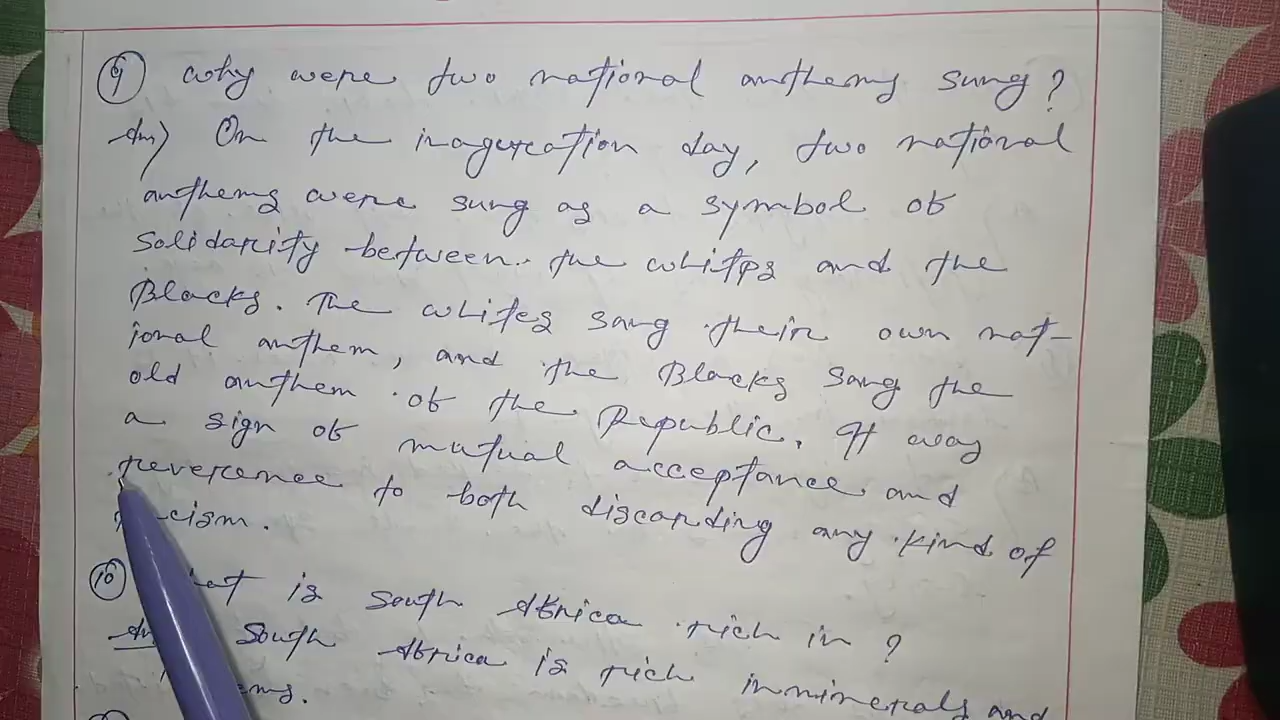 9 Why were two national anthems sung?
Ans) On the inaguration day, two national
anthems were sung as a symbol of
solidarity between the whites and the
Blacks. The whites sang their own nat-
ional anthem, and the Blacks sang the
old anthem of the Republic. It was
a sign of mutual acceptance and
reverence to both discarding any kind of
cism.
10 is South Africa rich in ?
Ans South Africa is rich in minerals and